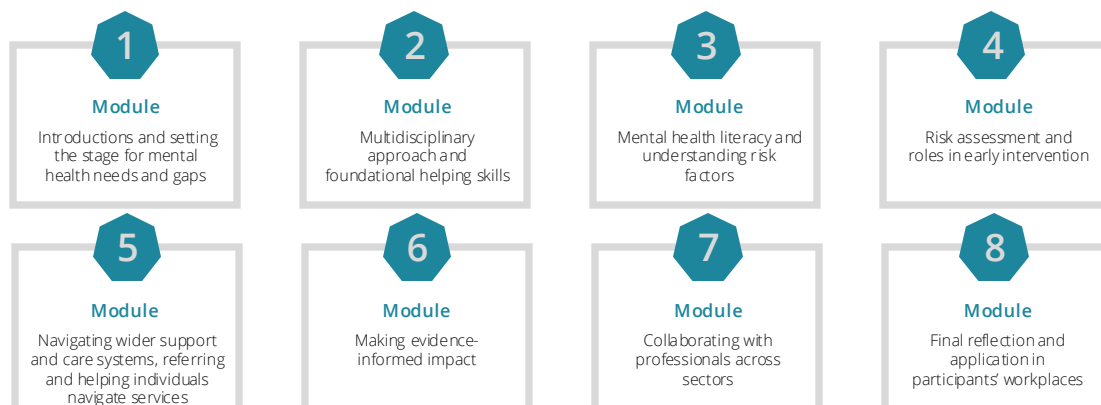 1
Module
Introductions and setting
the stage for mental
health needs and gaps
2
Module
Multidisciplinary
approach and
foundational helping skills
3
Module
Mental health literacy and
understanding risk
factors
4
Module
Risk assessment and
roles in early intervention
5
Module
Navigating wider support
and care systems, referring
and helping individuals
navigate services
6
Module
Making evidence-
informed impact
7
Module
Collaborating with
professionals across
sectors
8
Module
Final reflection and
application in
participants’ workplaces